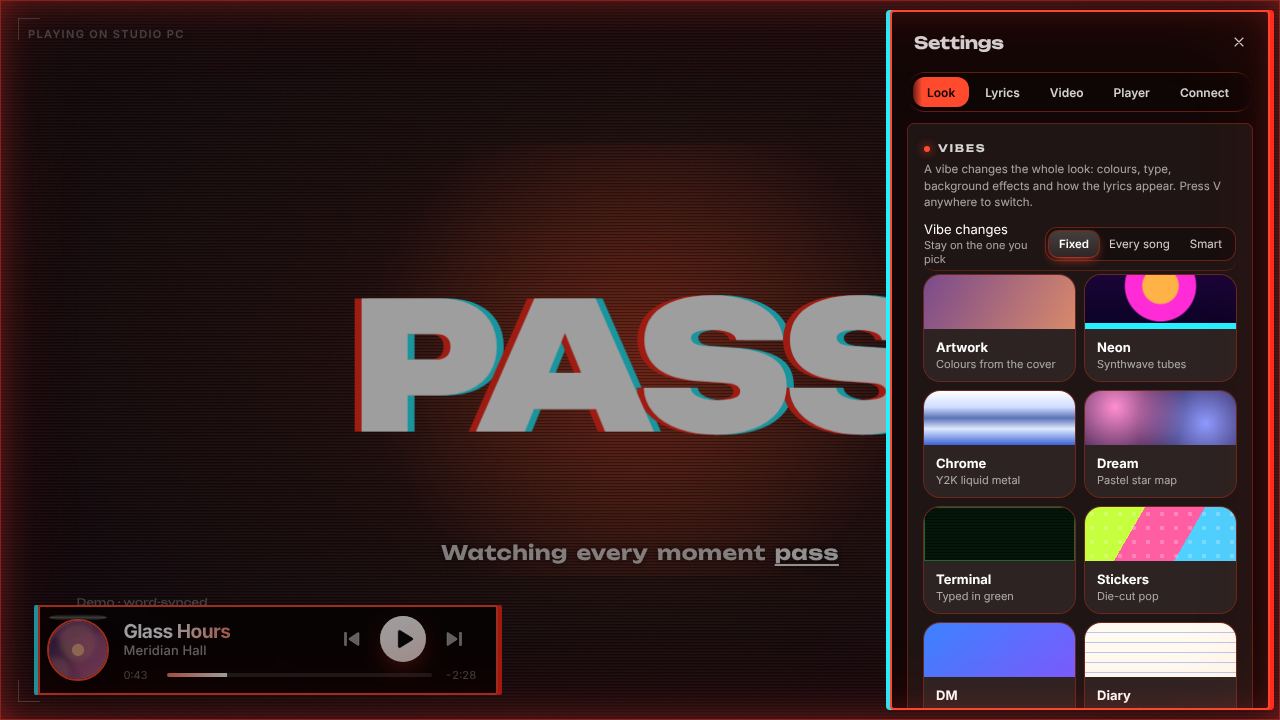 PLAYING ON STUDIO PC
PASS
Watching every moment pass
Demo · word-synced
Glass Hours
Meridian Hall
0:43
-2:28
Settings
Look
Lyrics
Video
Player
Connect
VIBES
A vibe changes the whole look: colours, type,
background effects and how the lyrics appear. Press V
anywhere to switch.
Vibe changes
Stay on the one you
pick
Fixed
Every song
Smart
Artwork
Colours from the cover
Neon
Synthwave tubes
Chrome
Y2K liquid metal
Dream
Pastel star map
Terminal
Typed in green
Stickers
Die-cut pop
DM
Diary